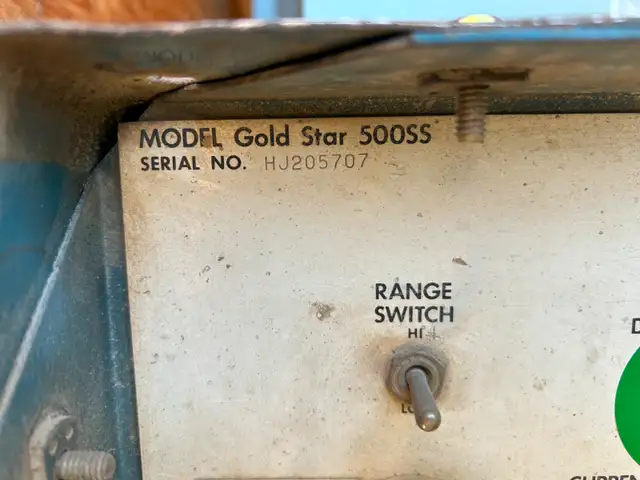 MODEL Gold Star 500SS
SERIAL NO. HJ205707
RANGE
SWITCH
HI
D